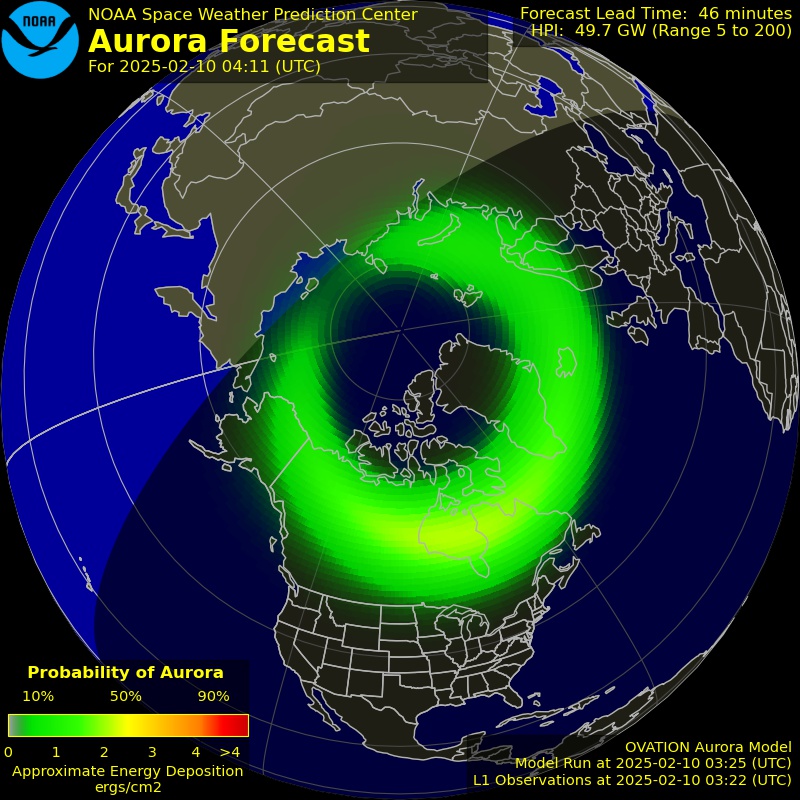 NOAA
NOAA Space Weather Prediction Center
Aurora Forecast
For 2025-02-10 04:11 (UTC)
Forecast Lead Time:  46 minutes
HPI:  49.7 GW (Range 5 to 200)
Probability of Aurora
10% 50% 90%
0 1 2 3 4 >4
Approximate Energy Deposition
ergs/cm2
OVATION Aurora Model
Model Run at 2025-02-10 03:25 (UTC)
L1 Observations at 2025-02-10 03:22 (UTC)